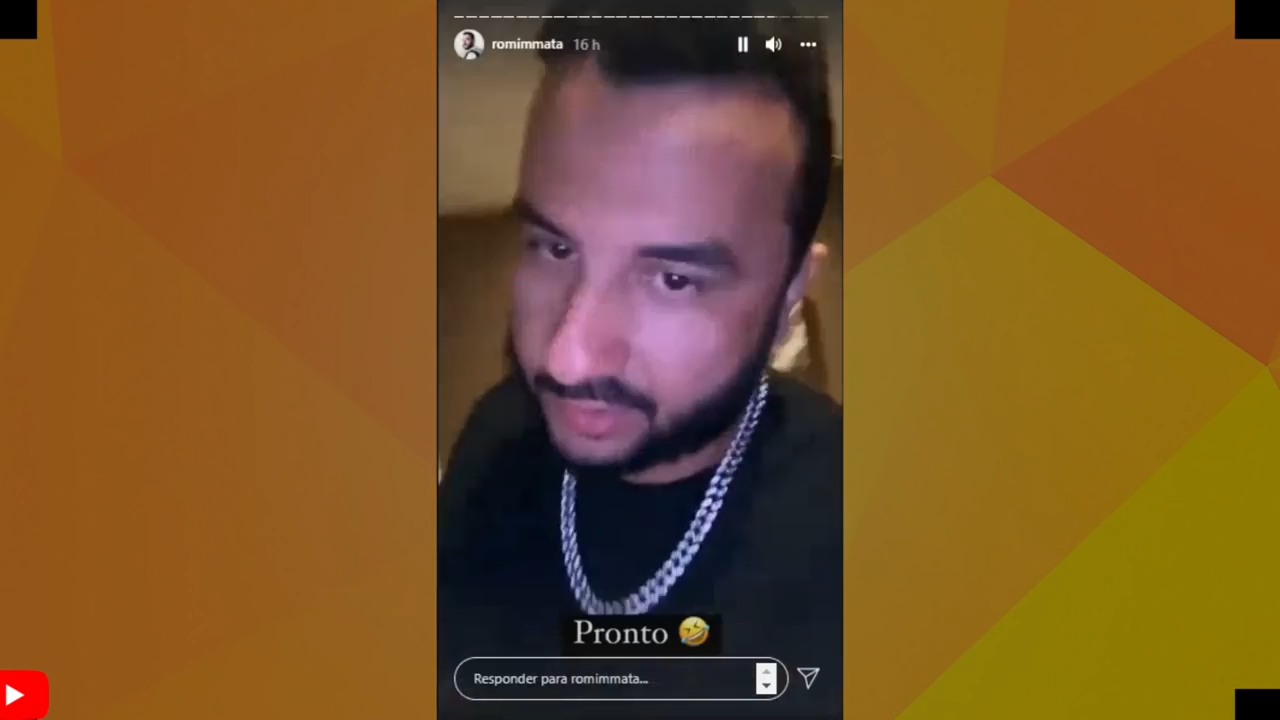 romimmata 16 h
Pronto 🤣
Responder para romimmata...